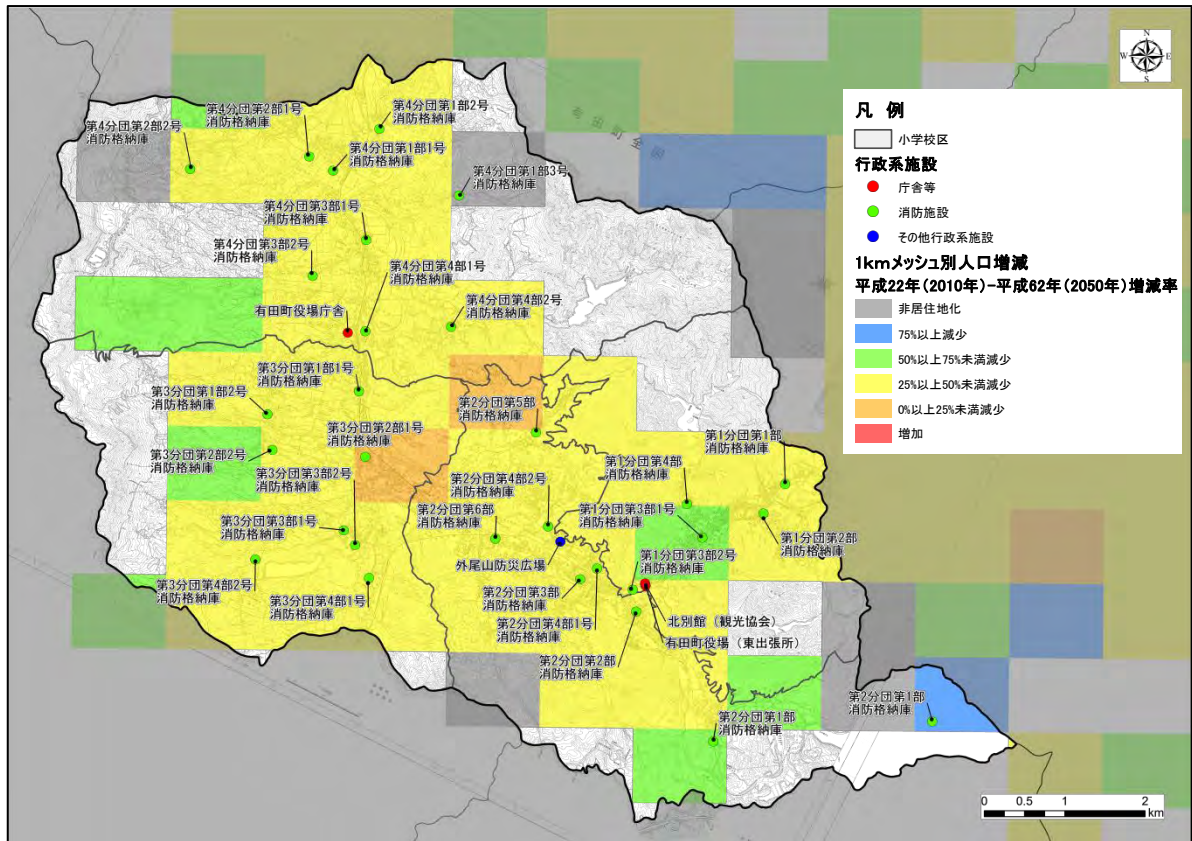 N
W E
S
凡 例
小学校区
行政系施設
庁舎等
消防施設
その他行政系施設
1kmメッシュ別人口増減
平成22年(2010年)-平成62年(2050年)増減率
非居住地化
75%以上減少
50%以上75%未満減少
25%以上50%未満減少
0%以上25%未満減少
増加
第4分団第2部1号
消防格納庫
第4分団第1部2号
消防格納庫
第4分団第2部2号
消防格納庫
第4分団第1部1号
消防格納庫
第4分団第1部3号
消防格納庫
第4分団第3部1号
消防格納庫
第4分団第3部2号
消防格納庫
第4分団第4部1号
消防格納庫
第4分団第4部2号
消防格納庫
有田町役場庁舎
第3分団第1部1号
消防格納庫
第3分団第1部2号
消防格納庫
第2分団第5部
消防格納庫
第3分団第2部1号
消防格納庫
第3分団第2部2号
消防格納庫
第1分団第1部
消防格納庫
第1分団第4部
消防格納庫
第3分団第3部2号
消防格納庫
第2分団第4部2号
消防格納庫
第2分団第6部
消防格納庫
第1分団第3部1号
消防格納庫
第3分団第3部1号
消防格納庫
第1分団第2部
消防格納庫
外尾山防災広場
第1分団第3部2号
消防格納庫
第3分団第4部2号
消防格納庫
第3分団第4部1号
消防格納庫
第2分団第3部
消防格納庫
第2分団第4部1号
消防格納庫
北別館(観光協会)
有田町役場(東出張所)
第2分団第2部
消防格納庫
第2分団第1部
消防格納庫
第2分団第1部
消防格納庫
0 0.5 1 2
km